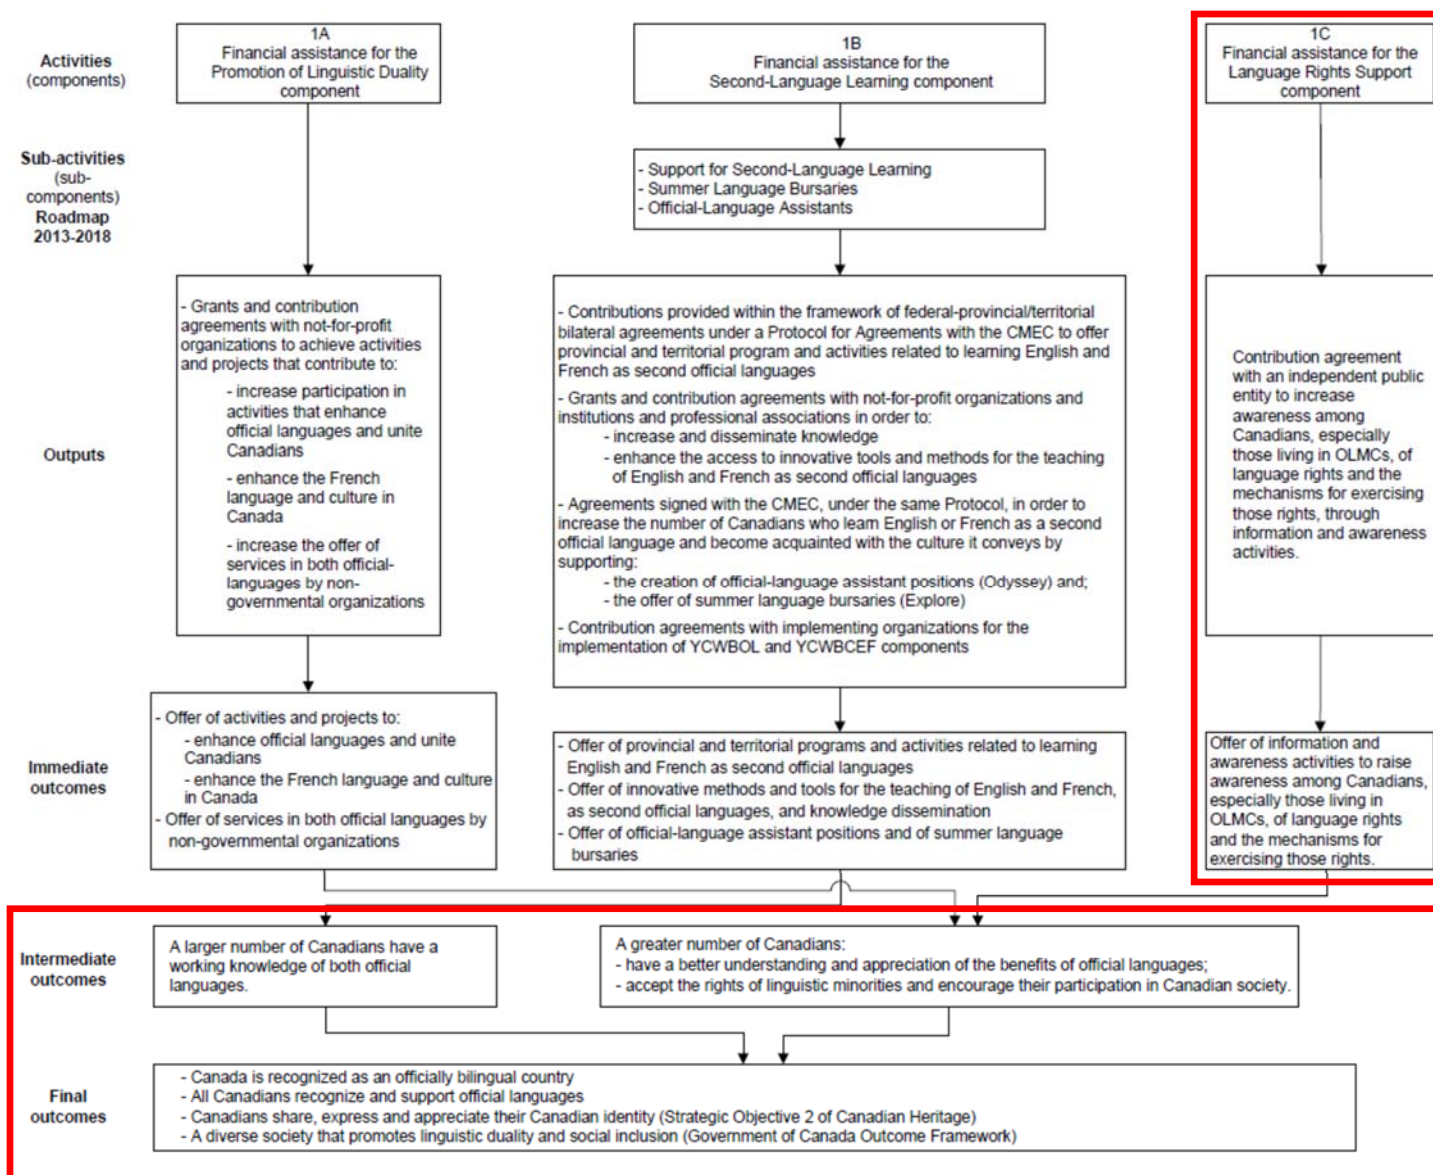 Activities
(components)
1A
Financial assistance for the
Promotion of Linguistic Duality
component
1B
Financial assistance for the
Second-Language Learning component
1C
Financial assistance for the
Language Rights Support
component
Sub-activities
(sub-
components)
Roadmap
2013-2018
- Support for Second-Language Learning
- Summer Language Bursaries
- Official-Language Assistants
Outputs
- Grants and contribution
agreements with not-for-profit
organizations to achieve activities
and projects that contribute to:
- increase participation in
activities that enhance
official languages and unite
Canadians
- enhance the French
language and culture in
Canada
- increase the offer of
services in both official-
languages by non-
governmental organizations
- Contributions provided within the framework of federal-provincial/territorial
bilateral agreements under a Protocol for Agreements with the CMEC to offer
provincial and territorial program and activities related to learning English and
French as second official languages
- Grants and contribution agreements with not-for-profit organizations and
institutions and professional associations in order to:
- increase and disseminate knowledge
- enhance the access to innovative tools and methods for the teaching
of English and French as second official languages
- Agreements signed with the CMEC, under the same Protocol, in order to
increase the number of Canadians who learn English or French as a second
official language and become acquainted with the culture it conveys by
supporting:
- the creation of official-language assistant positions (Odyssey) and;
- the offer of summer language bursaries (Explore)
- Contribution agreements with implementing organizations for the
implementation of YCWBOL and YCWBCEF components
Contribution agreement
with an independent public
entity to increase
awareness among
Canadians, especially
those living in OLMCs, of
language rights and the
mechanisms for exercising
those rights, through
information and awareness
activities.
Immediate
outcomes
- Offer of activities and projects to:
- enhance official languages and unite
Canadians
- enhance the French language and culture
in Canada
- Offer of services in both official languages by
non-governmental organizations
- Offer of provincial and territorial programs and activities related to learning
English and French as second official languages
- Offer of innovative methods and tools for the teaching of English and French,
as second official languages, and knowledge dissemination
- Offer of official-language assistant positions and of summer language
bursaries
Offer of information and
awareness activities to raise
awareness among Canadians,
especially those living in
OLMCs, of language rights
and the mechanisms for
exercising those rights.
Intermediate
outcomes
A larger number of Canadians have a
working knowledge of both official
languages.
A greater number of Canadians:
- have a better understanding and appreciation of the benefits of official languages;
- accept the rights of linguistic minorities and encourage their participation in Canadian society.
Final
outcomes
- Canada is recognized as an officially bilingual country
- All Canadians recognize and support official languages
- Canadians share, express and appreciate their Canadian identity (Strategic Objective 2 of Canadian Heritage)
- A diverse society that promotes linguistic duality and social inclusion (Government of Canada Outcome Framework)